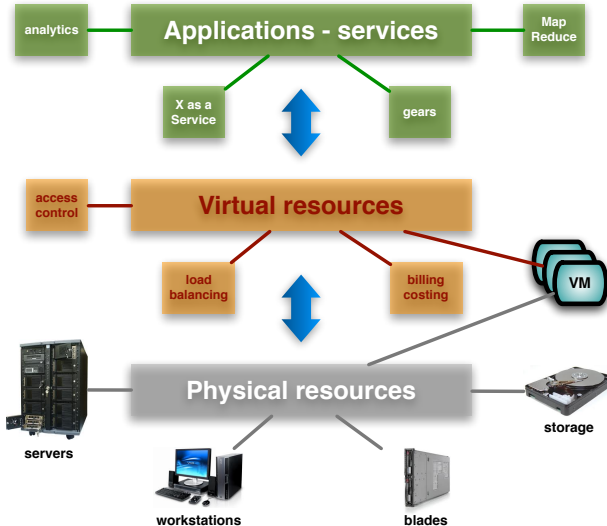 analytics
Applications - services
Map
Reduce
X as a
Service
gears
access
control
Virtual resources
load
balancing
billing
costing
VM
Physical resources
servers
storage
workstations
blades